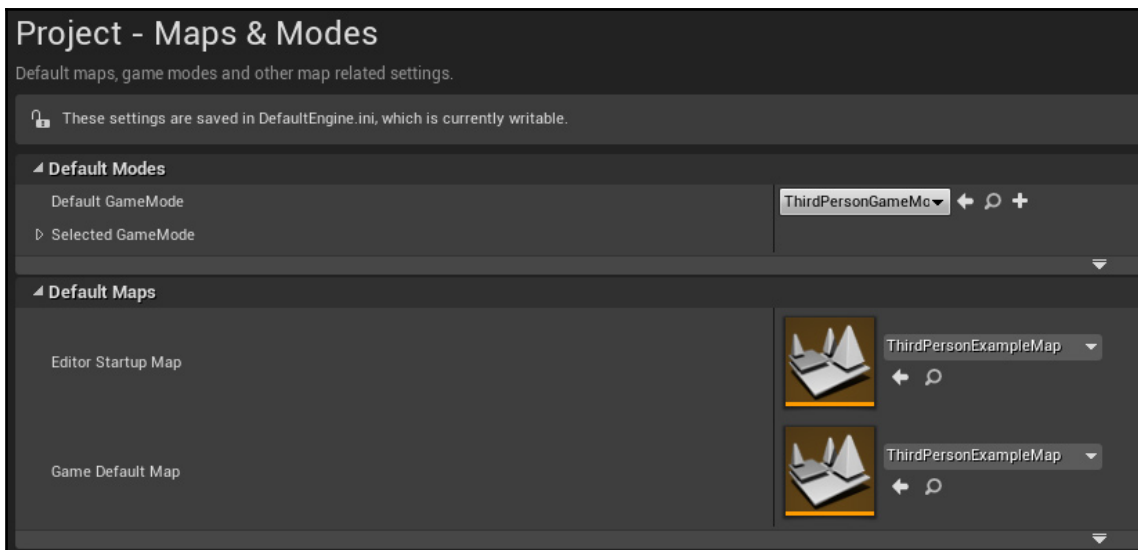 Project - Maps & Modes
Default maps, game modes and other map related settings.
These settings are saved in DefaultEngine.ini, which is currently writable.
Default Modes
Default GameMode
ThirdPersonGameMo
Selected GameMode
Default Maps
Editor Startup Map
ThirdPersonExampleMap
Game Default Map
ThirdPersonExampleMap